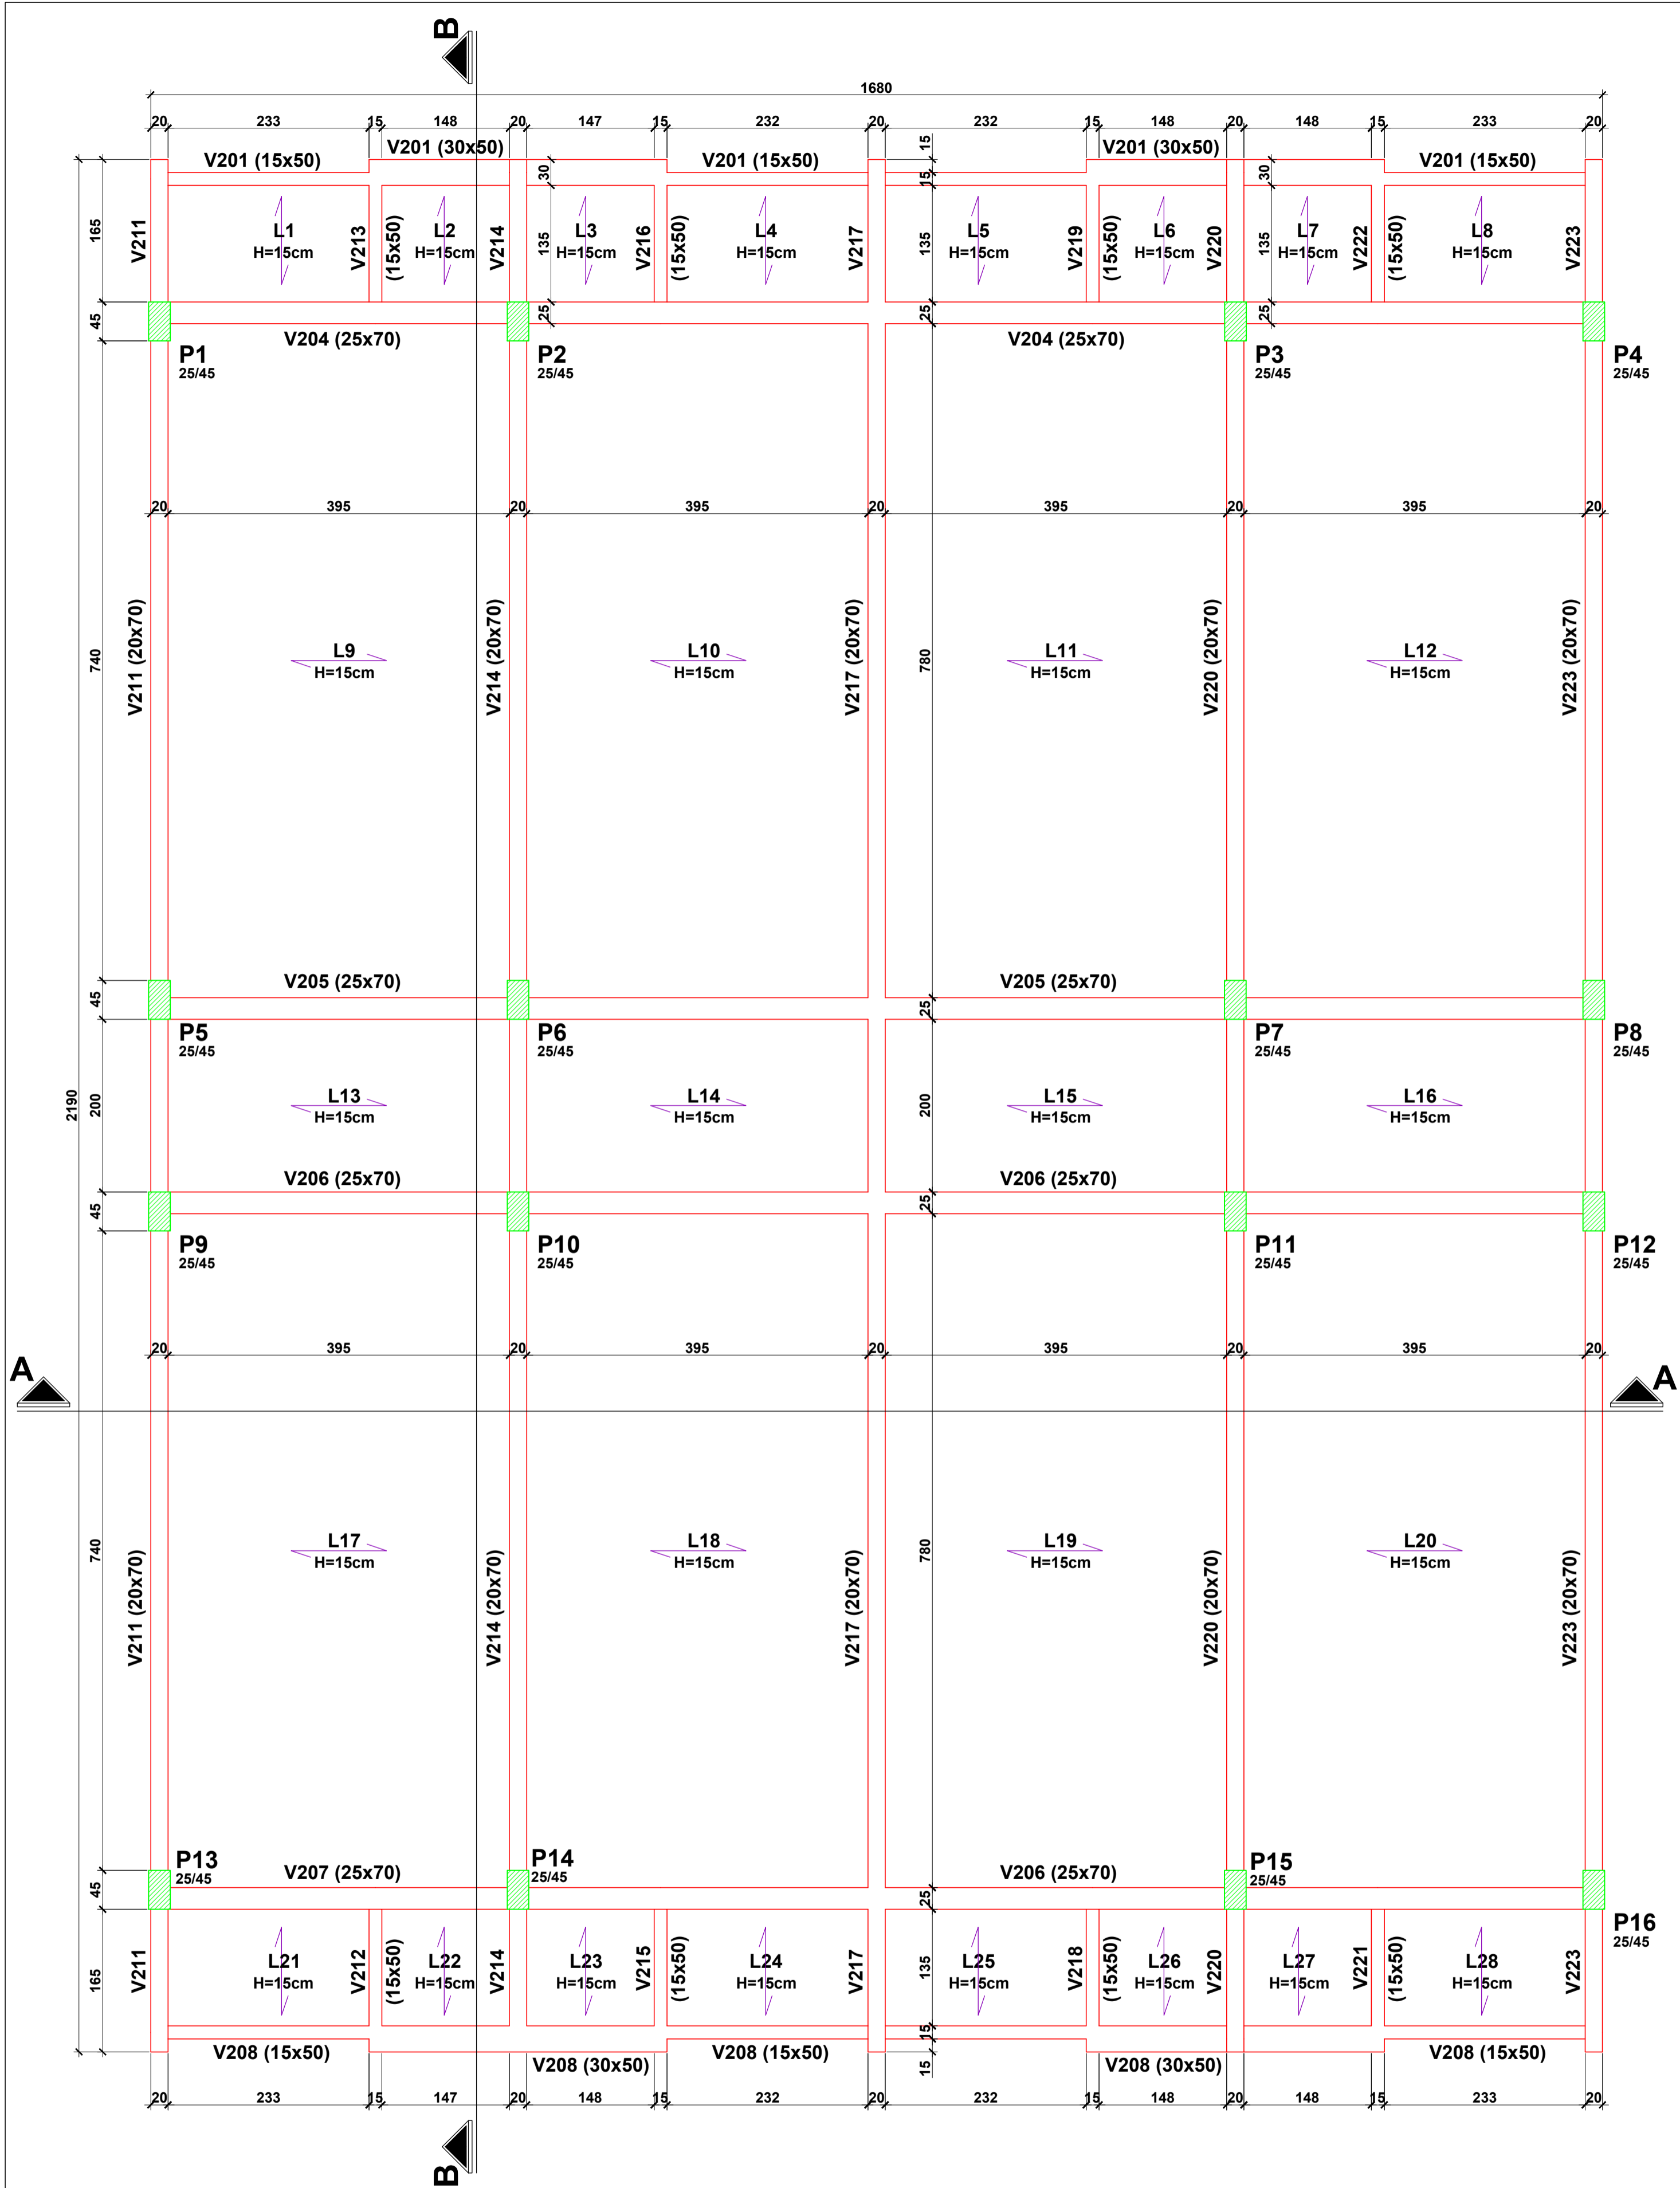 B
1680
20 233 15 148 20 147 15 232 20 232 15 148 20 148 15 233 20
V201 (15x50) V201 (30x50) V201 (15x50) V201 (30x50) V201 (15x50)
15
30 15 30
165 V211 L1 V213 (15x50) L2 V214 L3 V216 (15x50) L4 V217 L5 V219 (15x50) L6 V220 L7 V222 (15x50) L8 V223
H=15cm H=15cm H=15cm 135 H=15cm 135 H=15cm H=15cm 135 H=15cm H=15cm
45 25 25 25
V204 (25x70) V204 (25x70)
P1 P2 P3 P4
25/45 25/45 25/45 25/45
20 395 20 395 20 395 20 395 20
740 V211 (20x70) V214 (20x70) V217 (20x70) 780 V220 (20x70) V223 (20x70)
L9 L10 L11 L12
H=15cm H=15cm H=15cm H=15cm
V205 (25x70) V205 (25x70)
45 25
P5 P6 P7 P8
25/45 25/45 25/45 25/45
2190 200 200
L13 L14 L15 L16
H=15cm H=15cm H=15cm H=15cm
V206 (25x70) V206 (25x70)
45 25
P9 P10 P11 P12
25/45 25/45 25/45 25/45
20 395 20 395 20 395 20 395 20
A A
740 780
L17 L18 L19 L20
H=15cm H=15cm H=15cm H=15cm
V211 (20x70) V214 (20x70) V217 (20x70) V220 (20x70) V223 (20x70)
P13 P14 P15
25/45 25/45 25/45
V207 (25x70) V206 (25x70)
45 25
P16
25/45
165 V211 L21 V212 (15x50) L22 V214 L23 V215 (15x50) L24 V217 135 L25 V218 (15x50) L26 V220 L27 V221 (15x50) L28 V223
H=15cm H=15cm H=15cm H=15cm H=15cm H=15cm H=15cm H=15cm
15
V208 (15x50) V208 (30x50) V208 (15x50) V208 (30x50) V208 (15x50)
15
20 233 15 147 20 148 15 232 20 232 15 148 20 148 15 233 20
B